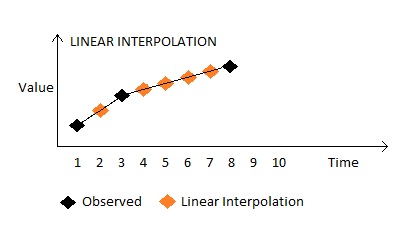 LINEAR INTERPOLATION
Value
1 2 3 4 5 6 7 8 9 10 Time
Observed Linear Interpolation